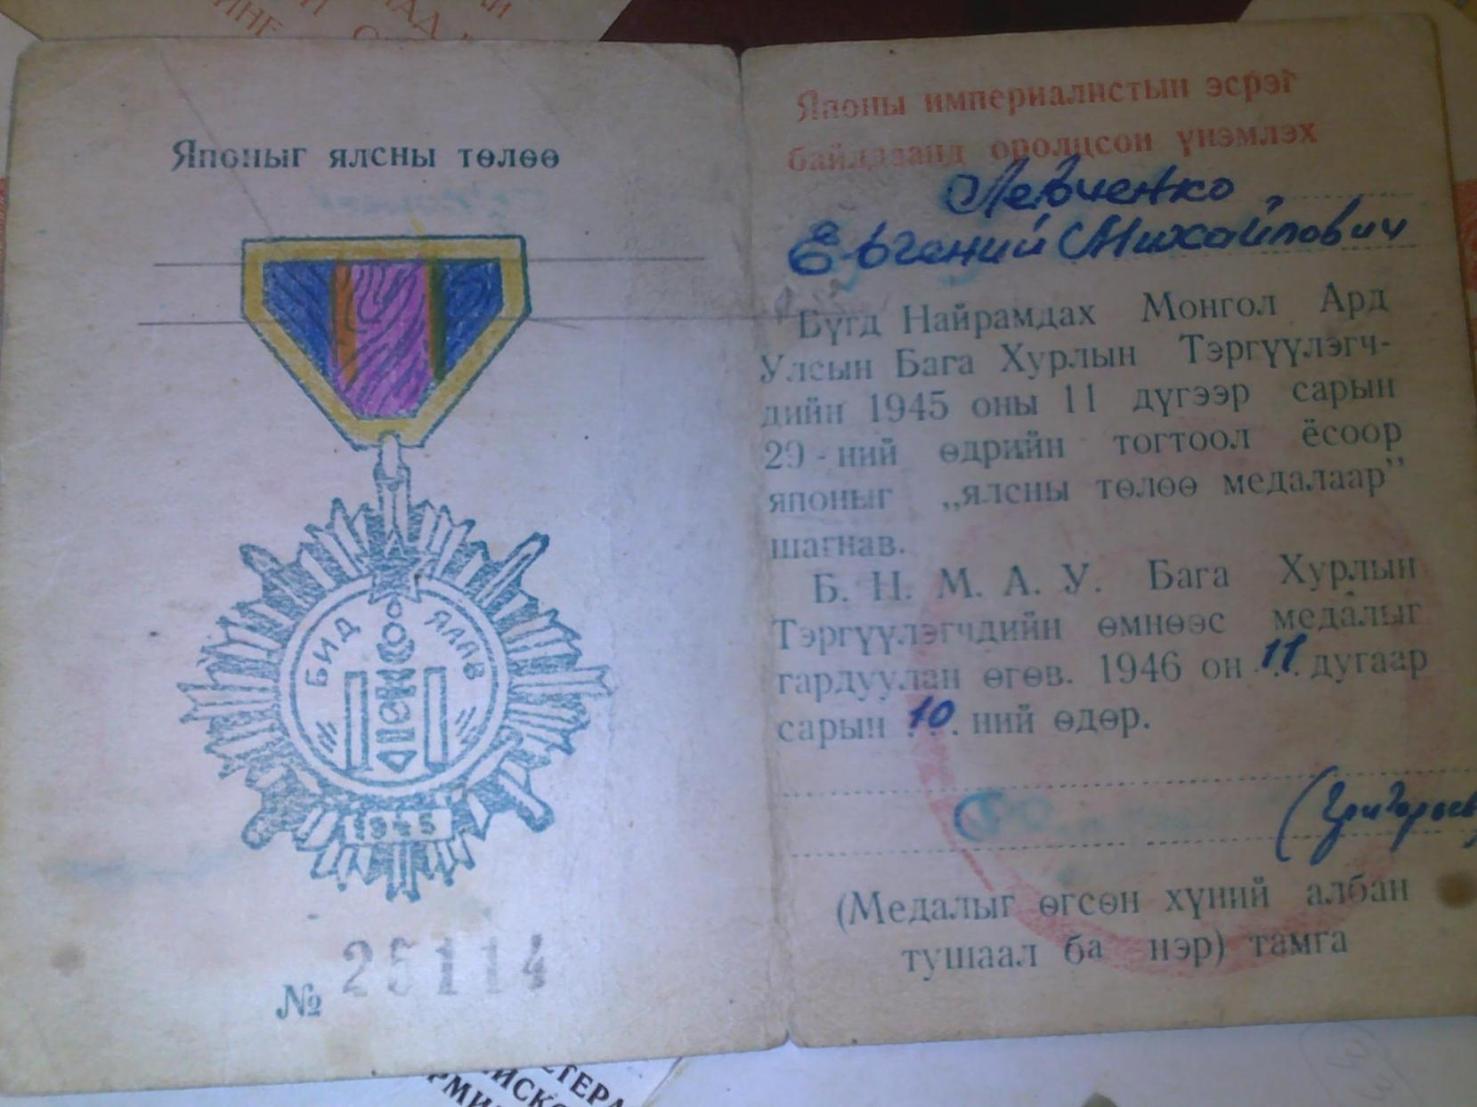 Японыг ялсны төлөө
БИД ЯЛАВ
1945
№ 25114
Японы империалистын эсрэг
байлдаанд оролцсон үнэмлэх
Левченко
Евгений Михайлович
Бүгд Найрамдах Монгол Ард
Улсын Бага Хурлын Тэргүүлэгч-
дийн 1945 оны 11 дүгээр сарын
29-ний өдрийн тогтоол ёсоор
японыг „ялсны төлөө медалаар”
шагнав.
Б. Н. М. А. У. Бага Хурлын
Тэргүүлэгчдийн өмнөөс медалыг
гардуулан өгөв. 1946 он 11 дугаар
сарын 10 ний өдөр.
(Григорьев
(Медалыг өгсөн хүний албан
тушаал ба нэр) тамга